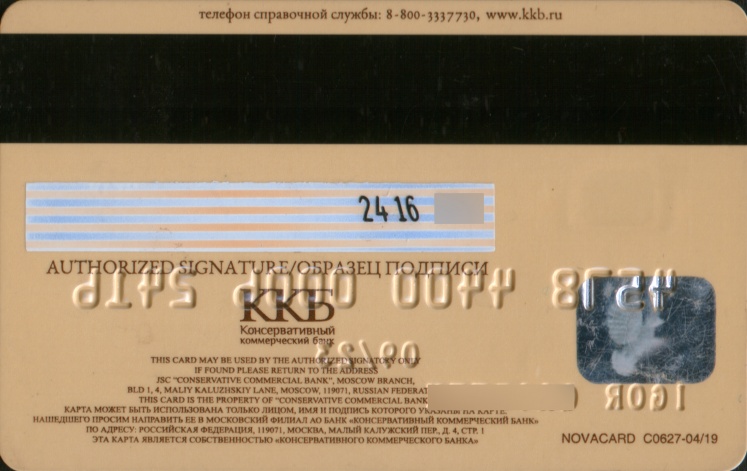 телефон справочной службы: 8-800-3337730, www.kkb.ru
24 16
AUTHORIZED SIGNATURE/ОБРАЗЕЦ ПОДПИСИ
ККБ
Консервативный
коммерческий банк
THIS CARD MAY BE USED BY THE AUTHORIZED SIGNATORY ONLY
IF FOUND PLEASE RETURN TO THE ADDRESS
JSC "CONSERVATIVE COMMERCIAL BANK", MOSCOW BRANCH,
BLD 1, 4, MALIY KALUZHSKIY LANE, MOSCOW, 119071, RUSSIAN FEDERAT
THIS CARD IS THE PROPERTY OF "CONSERVATIVE COMMERCIAL BANK
IGOR
КАРТА МОЖЕТ БЫТЬ ИСПОЛЬЗОВАНА ТОЛЬКО ЛИЦОМ, ИМЯ И ПОДПИСЬ КОТОРОГО УКАЗАНЫ НА КАРТЕ.
НАШЕДШЕГО ПРОСИМ НАПРАВИТЬ ЕЕ В МОСКОВСКИЙ ФИЛИАЛ АО БАНК «КОНСЕРВАТИВНЫЙ КОММЕРЧЕСКИЙ БАНК»
ПО АДРЕСУ: РОССИЙСКАЯ ФЕДЕРАЦИЯ, 119071, МОСКВА, МАЛЫЙ КАЛУЖСКИЙ ПЕР., Д. 4, СТР. 1
ЭТА КАРТА ЯВЛЯЕТСЯ СОБСТВЕННОСТЬЮ «КОНСЕРВАТИВНОГО КОММЕРЧЕСКОГО БАНКА»
NOVACARD C0627-04/19